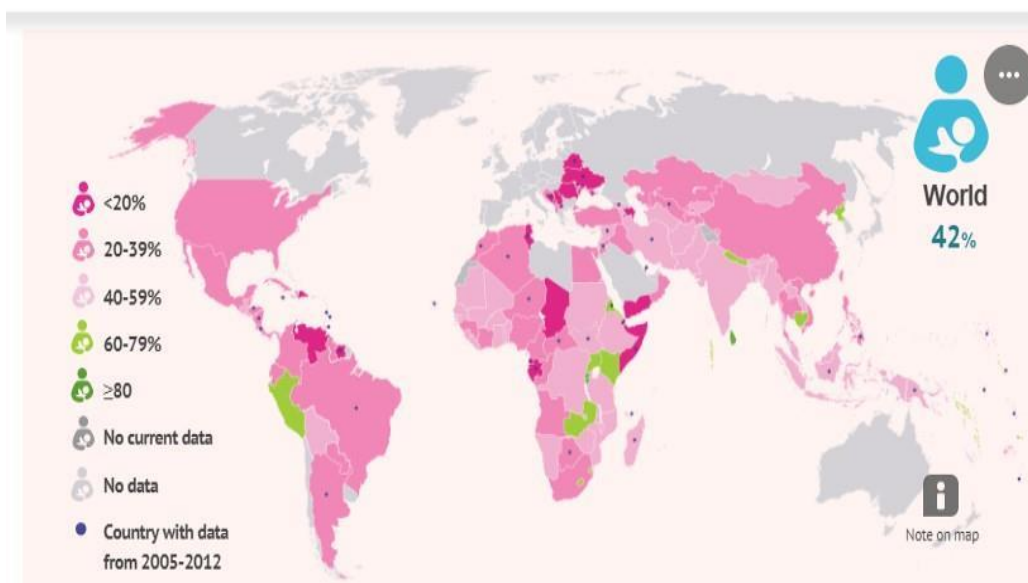 <20%
20-39%
40-59%
60-79%
≥80
No current data
No data
Country with data
from 2005-2012
World
42%
Note on map